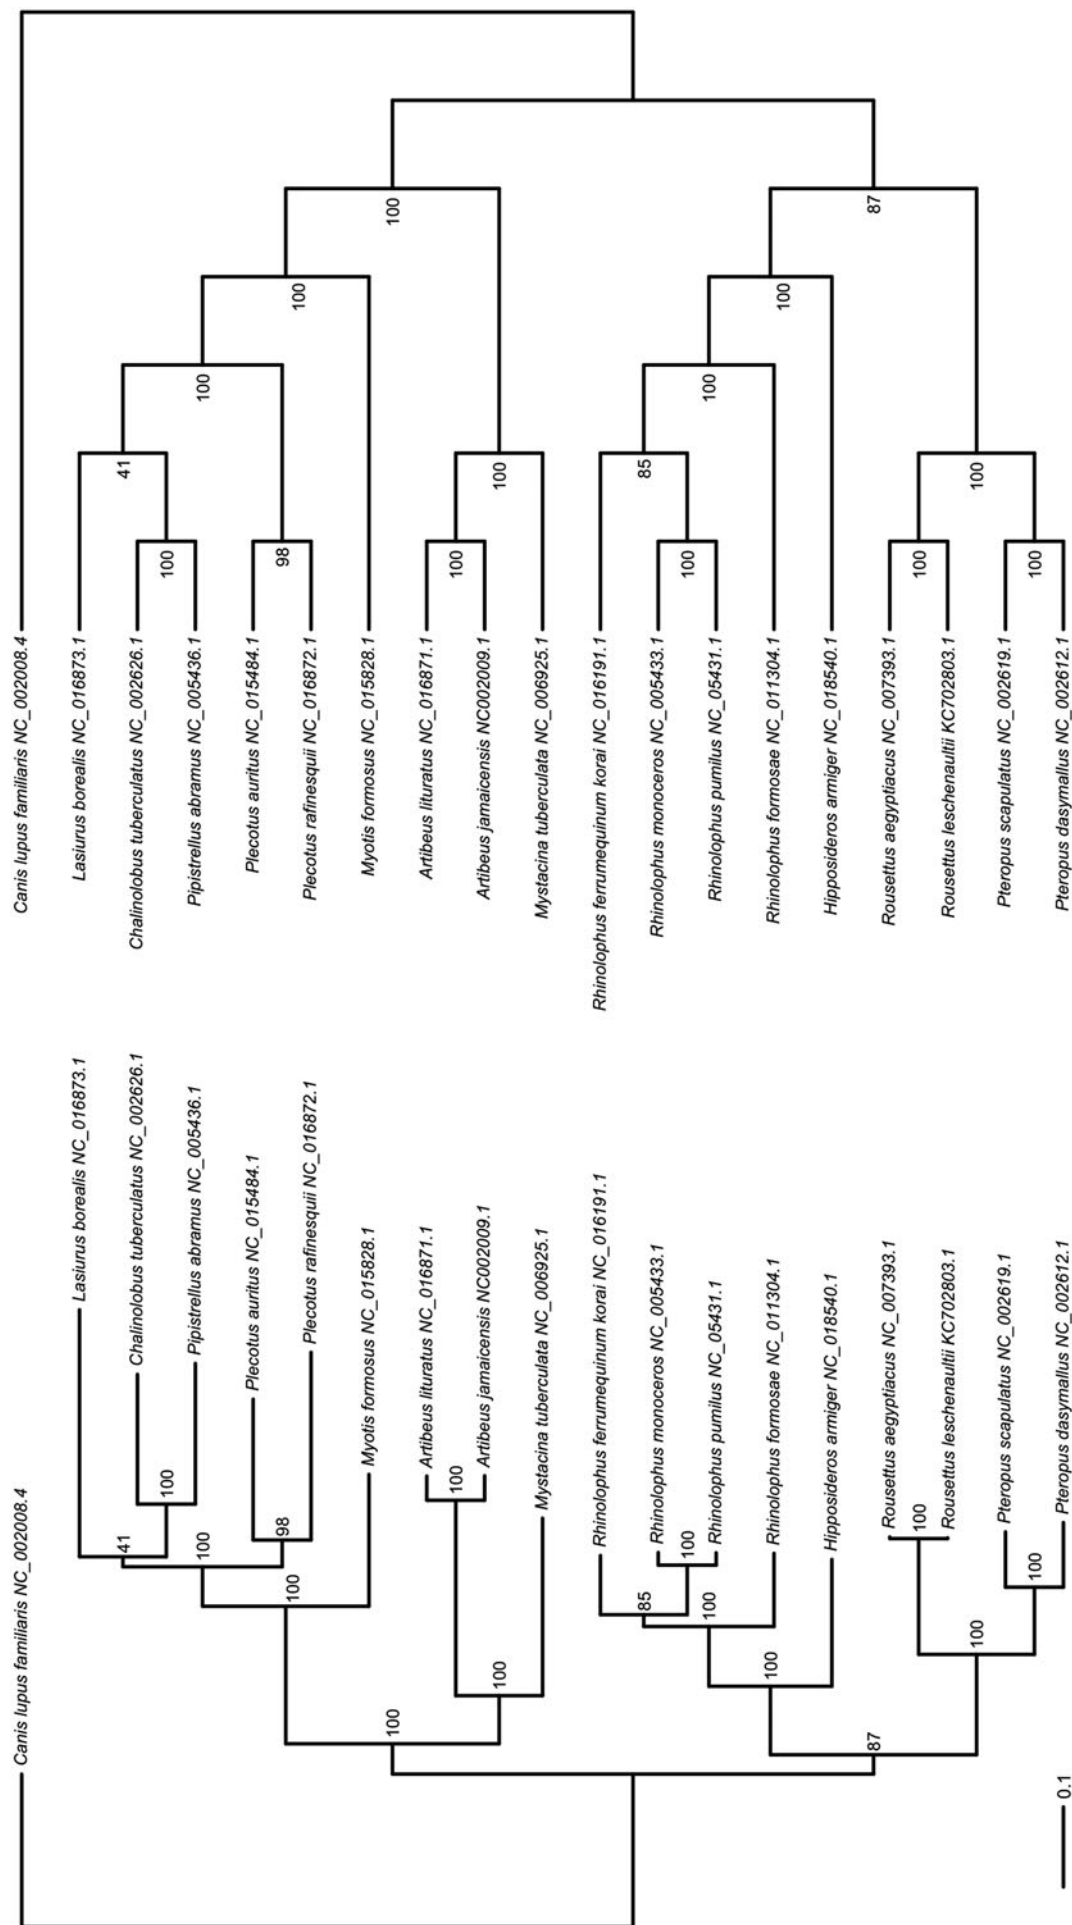 Canis lupus familiaris NC_002008.4
Lasiurus borealis NC_016873.1
Chalinolobus tuberculatus NC_002626.1
Pipistrellus abramus NC_005436.1
Plecotus auritus NC_015484.1
Plecotus rafinesquii NC_016872.1
Myotis formosus NC_015828.1
Artibeus lituratus NC_016871.1
Artibeus jamaicensis NC002009.1
Mystacina tuberculata NC_006925.1
Rhinolophus ferrumequinum korai NC_016191.1
Rhinolophus monoceros NC_005433.1
Rhinolophus pumilus NC_05431.1
Rhinolophus formosae NC_011304.1
Hipposideros armiger NC_018540.1
Rousettus aegyptiacus NC_007393.1
Rousettus leschenaultii KC702803.1
Pteropus scapulatus NC_002619.1
Pteropus dasymallus NC_002612.1
41
100
100
98
100
100
100
100
85
100
100
100
87
100
100
100
0.1
Canis lupus familiaris NC_002008.4
Lasiurus borealis NC_016873.1
Chalinolobus tuberculatus NC_002626.1
Pipistrellus abramus NC_005436.1
Plecotus auritus NC_015484.1
Plecotus rafinesquii NC_016872.1
Myotis formosus NC_015828.1
Artibeus lituratus NC_016871.1
Artibeus jamaicensis NC002009.1
Mystacina tuberculata NC_006925.1
Rhinolophus ferrumequinum korai NC_016191.1
Rhinolophus monoceros NC_005433.1
Rhinolophus pumilus NC_05431.1
Rhinolophus formosae NC_011304.1
Hipposideros armiger NC_018540.1
Rousettus aegyptiacus NC_007393.1
Rousettus leschenaultii KC702803.1
Pteropus scapulatus NC_002619.1
Pteropus dasymallus NC_002612.1
41
100
100
98
100
100
100
100
85
100
100
100
87
100
100
100